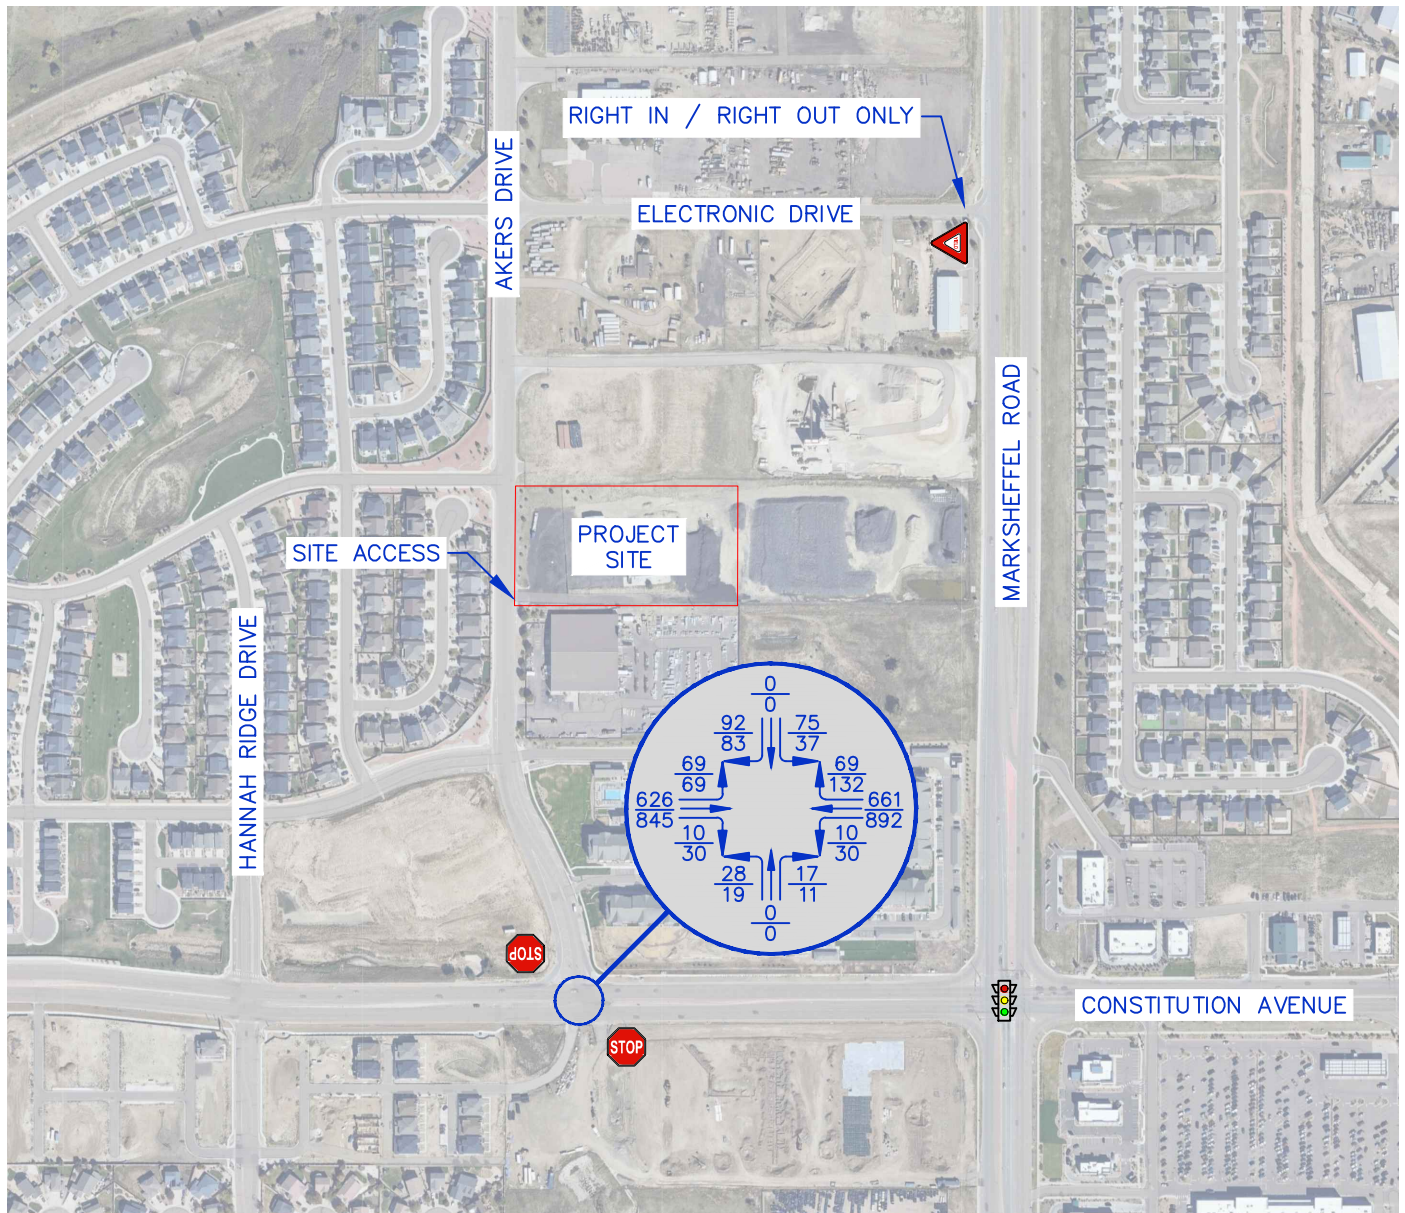 RIGHT IN / RIGHT OUT ONLY
AKERS DRIVE
ELECTRONIC DRIVE
MARKSHEFFEL ROAD
PROJECT
SITE
SITE ACCESS
HANNAH RIDGE DRIVE
0
0
92
83
75
37
69
69
69
132
626
845
661
892
10
30
10
30
28
19
17
11
0
0
STOP
CONSTITUTION AVENUE
STOP